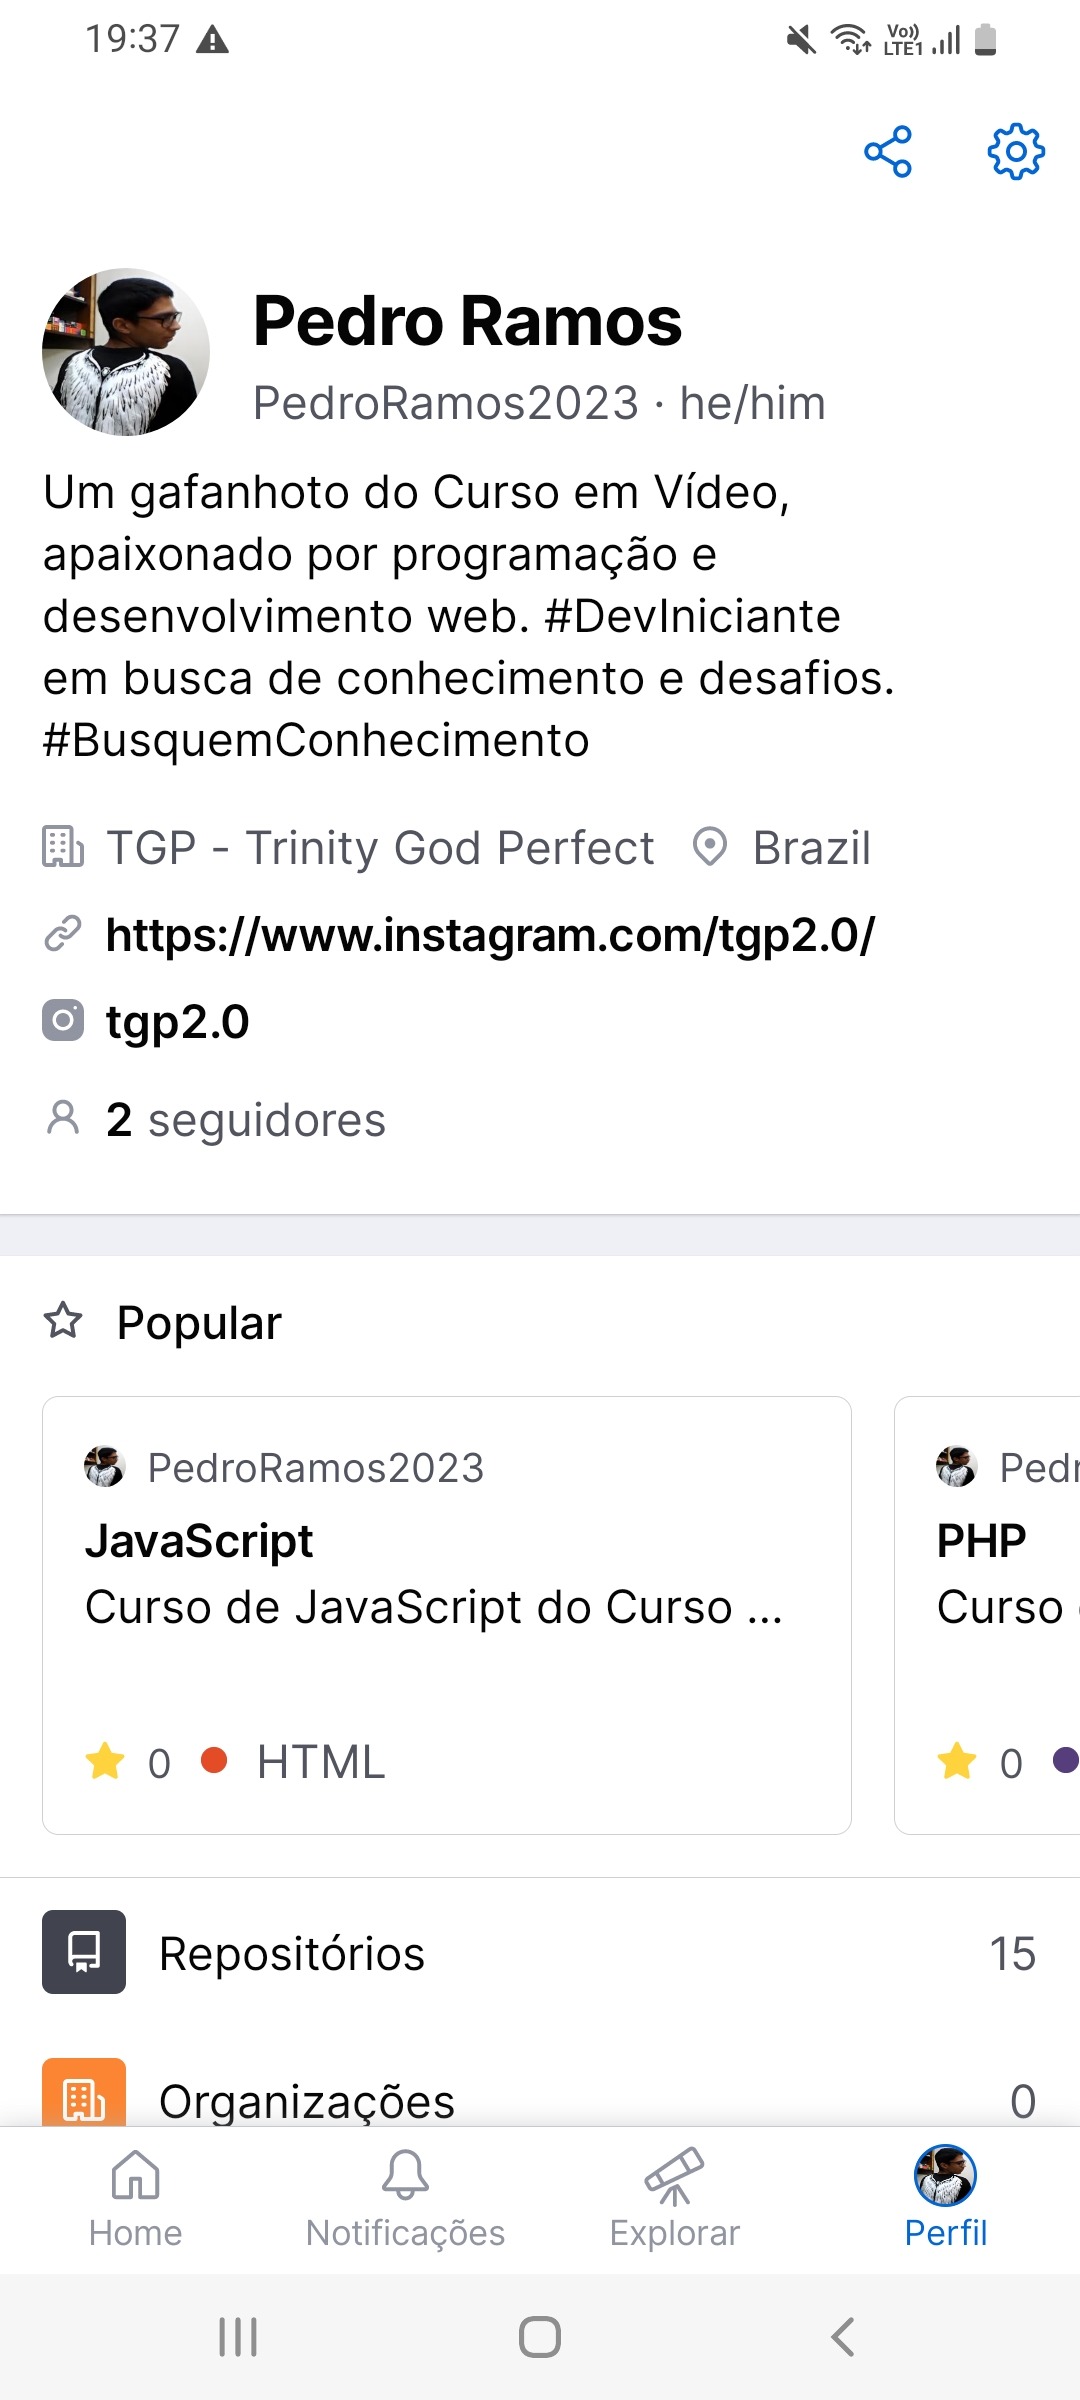 19:37
Vo))
LTE1
Pedro Ramos
PedroRamos2023 · he/him
Um gafanhoto do Curso em Vídeo,
apaixonado por programação e
desenvolvimento web. #DevIniciante
em busca de conhecimento e desafios.
#BusquemConhecimento
TGP - Trinity God Perfect Brazil
https://www.instagram.com/tgp2.0/
tgp2.0
2 seguidores
Popular
PedroRamos2023
JavaScript
Curso de JavaScript do Curso ...
0 HTML
Pedr
PHP
Curso
0
Repositórios 15
Organizações 0
Home Notificações Explorar Perfil